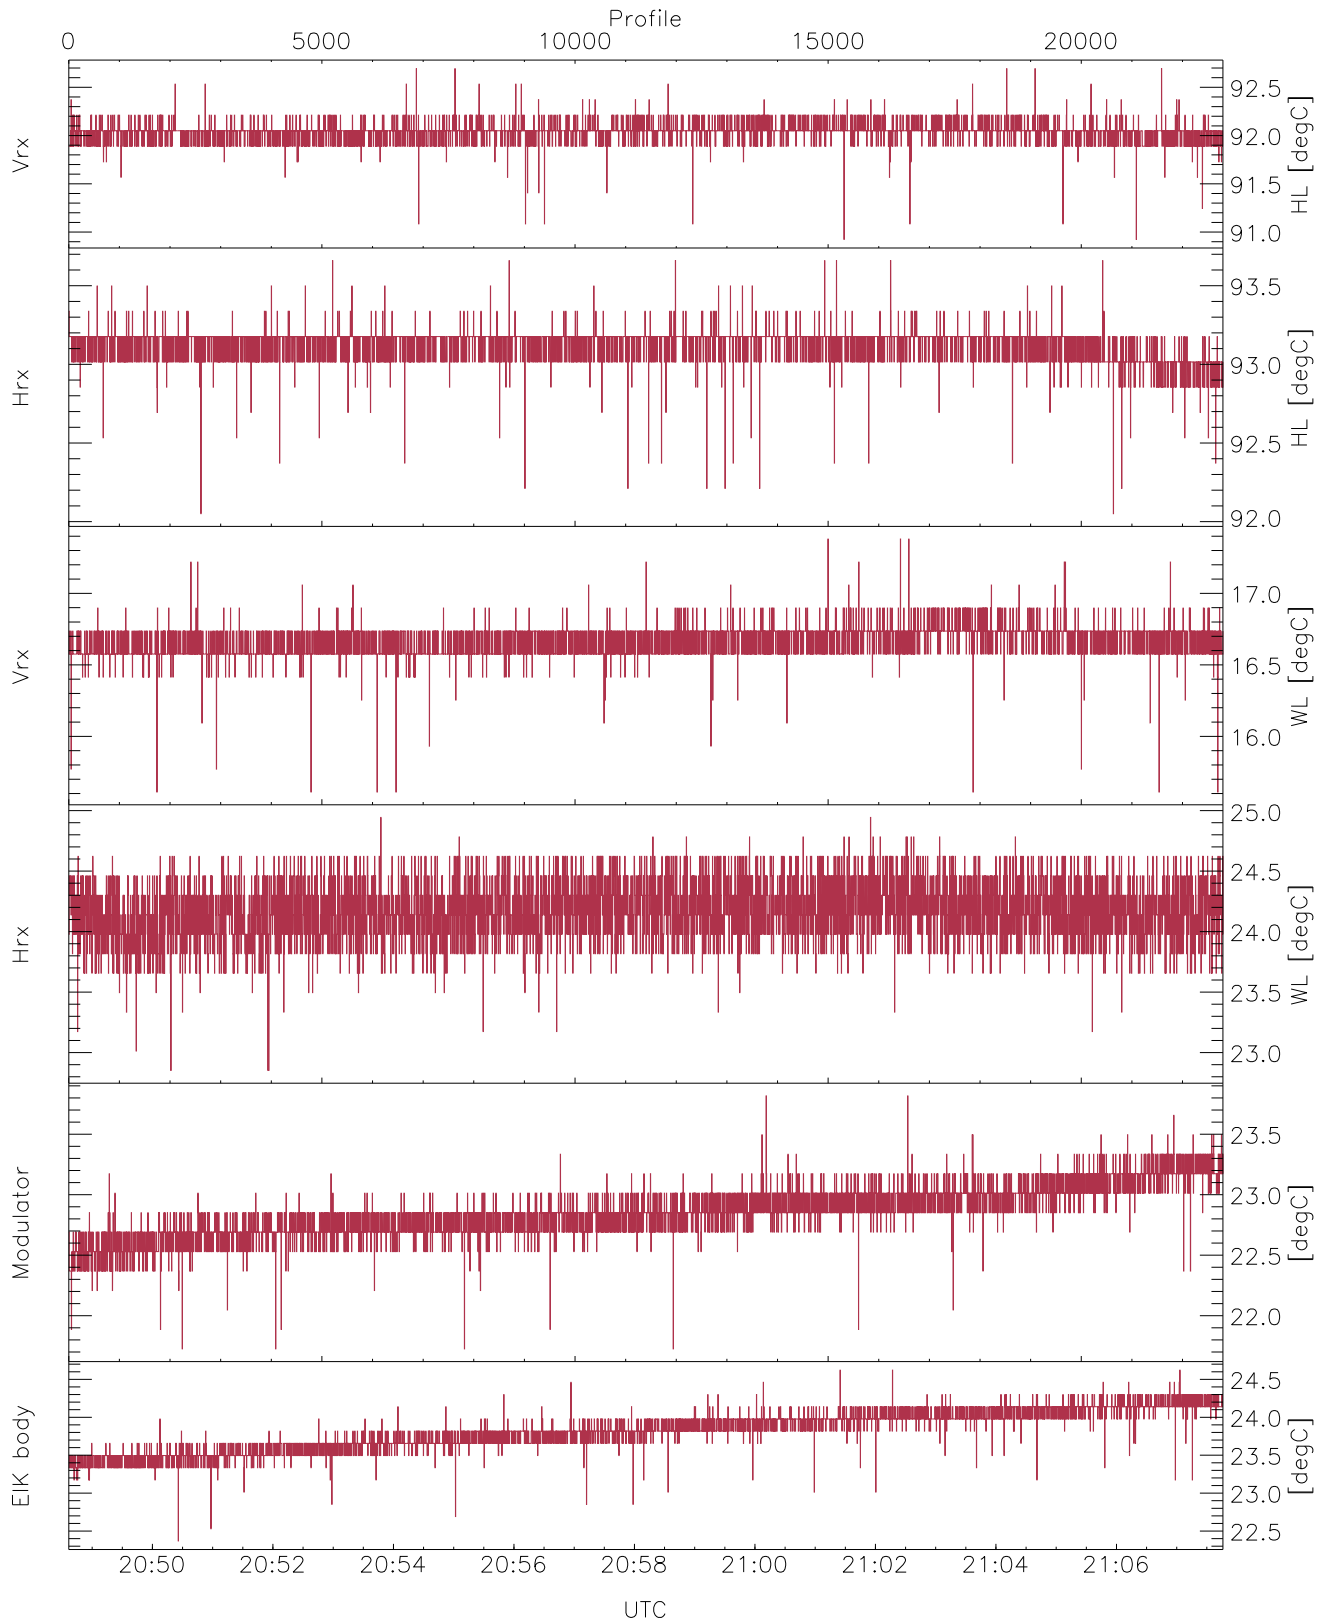 Profile
0 5000 10000 15000 20000
Vrx
92.5
92.0
91.5
91.0
HL [degC]
Hrx
93.5
93.0
92.5
92.0
HL [degC]
Vrx
17.0
16.5
16.0
WL [degC]
Hrx
25.0
24.5
24.0
23.5
23.0
WL [degC]
Modulator
23.5
23.0
22.5
22.0
[degC]
EIK body
24.5
24.0
23.5
23.0
22.5
[degC]
20:50 20:52 20:54 20:56 20:58 21:00 21:02 21:04 21:06
UTC